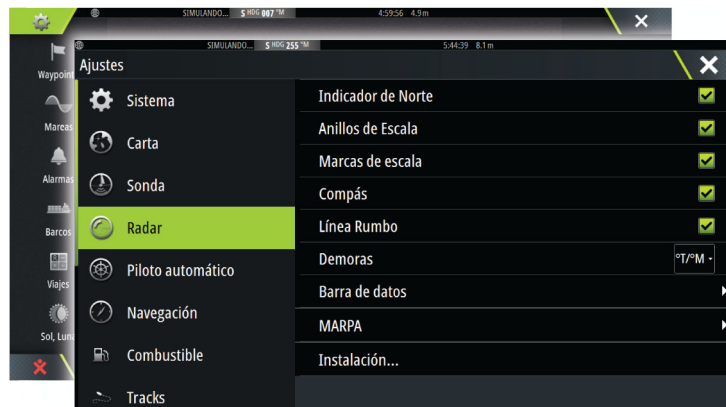 SIMULANDO... S HDG 007 °M 4:59:56 4.9 m
Waypoint
Mareas
Alarmas
Barcos
Viajes
Sol, Luna
SIMULANDO... S HDG 255 °M 5:44:39 8.1 m
Ajustes
Sistema
Carta
Sonda
Radar
Piloto automático
Navegación
Combustible
Tracks
Indicador de Norte
Anillos de Escala
Marcas de escala
Compás
Línea Rumbo
Demoras °T/°M
Barra de datos
MARPA
Instalación...